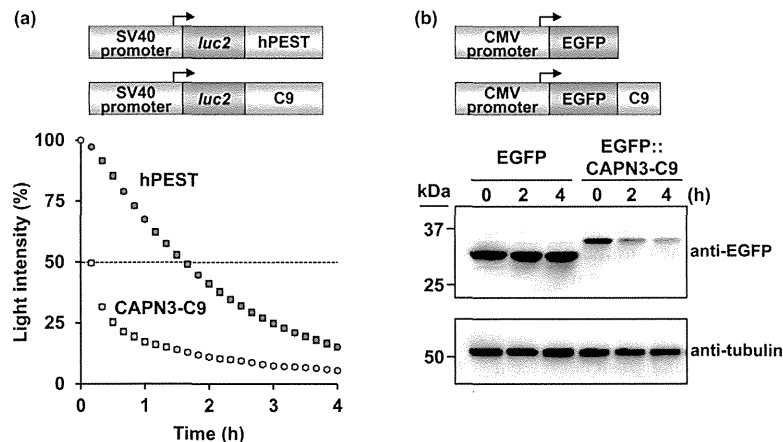 (a)
SV40
promoter
luc2
hPEST
SV40
promoter
luc2
C9
Light intensity (%)
100
75
50
25
0
hPEST
CAPN3-C9
0
1
2
3
4
Time (h)
(b)
CMV
promoter
EGFP
CMV
promoter
EGFP
C9
EGFP
EGFP::
CAPN3-C9
kDa
0 2 4 0 2 4 (h)
37
25
anti-EGFP
50
anti-tubulin